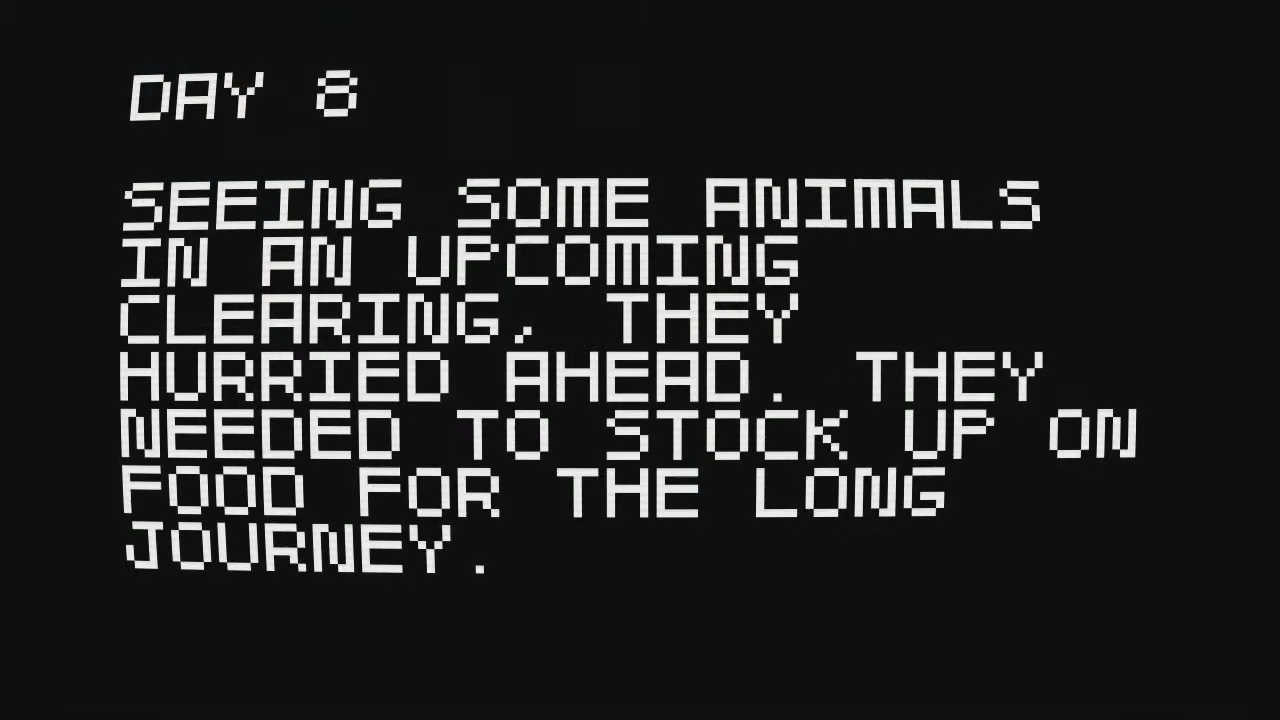 DAY 8
SEEING SOME ANIMALS
IN AN UPCOMING
CLEARING, THEY
HURRIED AHEAD. THEY
NEEDED TO STOCK UP ON
FOOD FOR THE LONG
JOURNEY.